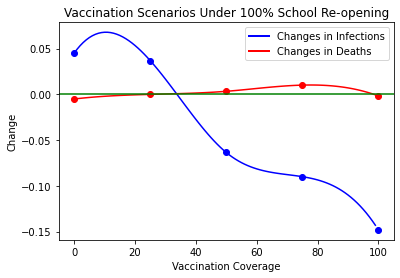 Vaccination Scenarios Under 100% School Re-opening
Changes in Infections
Changes in Deaths
0.05
0.00
−0.05
−0.10
−0.15
Change
0 20 40 60 80 100
Vaccination Coverage